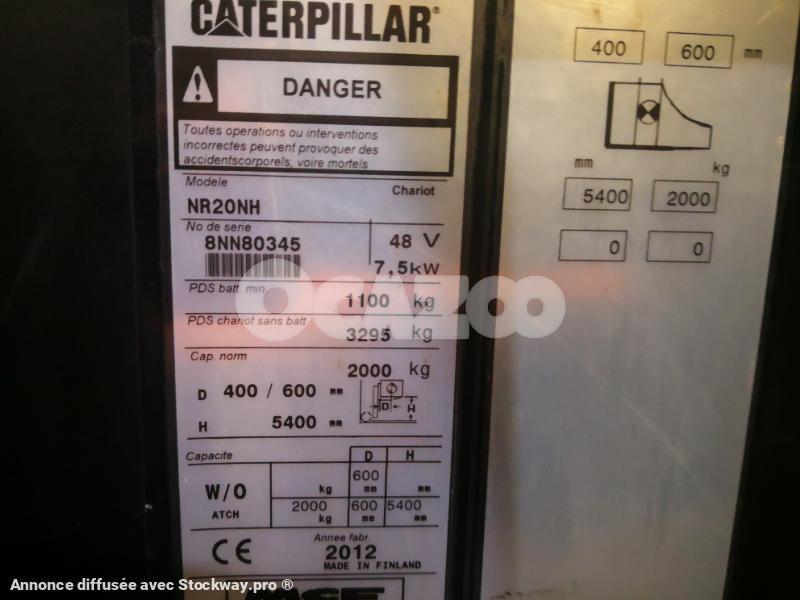 CATERPILLAR®
DANGER
Toutes operations ou interventions
incorrectes peuvent provoquer des
accidentscorporels, voire mortels
Modele
Chariot
NR20NH
No de serie
8NN80345
48 V
7,5kW
PDS batt. min
1100 kg
PDS chariot sans batt
3295 kg
Cap. norm
2000 kg
D 400 / 600 mm
H 5400 mm
D
H
Capacite D H
600
W/O kg mm mm
ATCH 2000 600 5400
kg mm mm
CE
Annee fabr.
2012
MADE IN FINLAND
400 600 mm
mm kg
5400 2000
0 0
OCAZOO
Annonce diffusée avec Stockway.pro ®